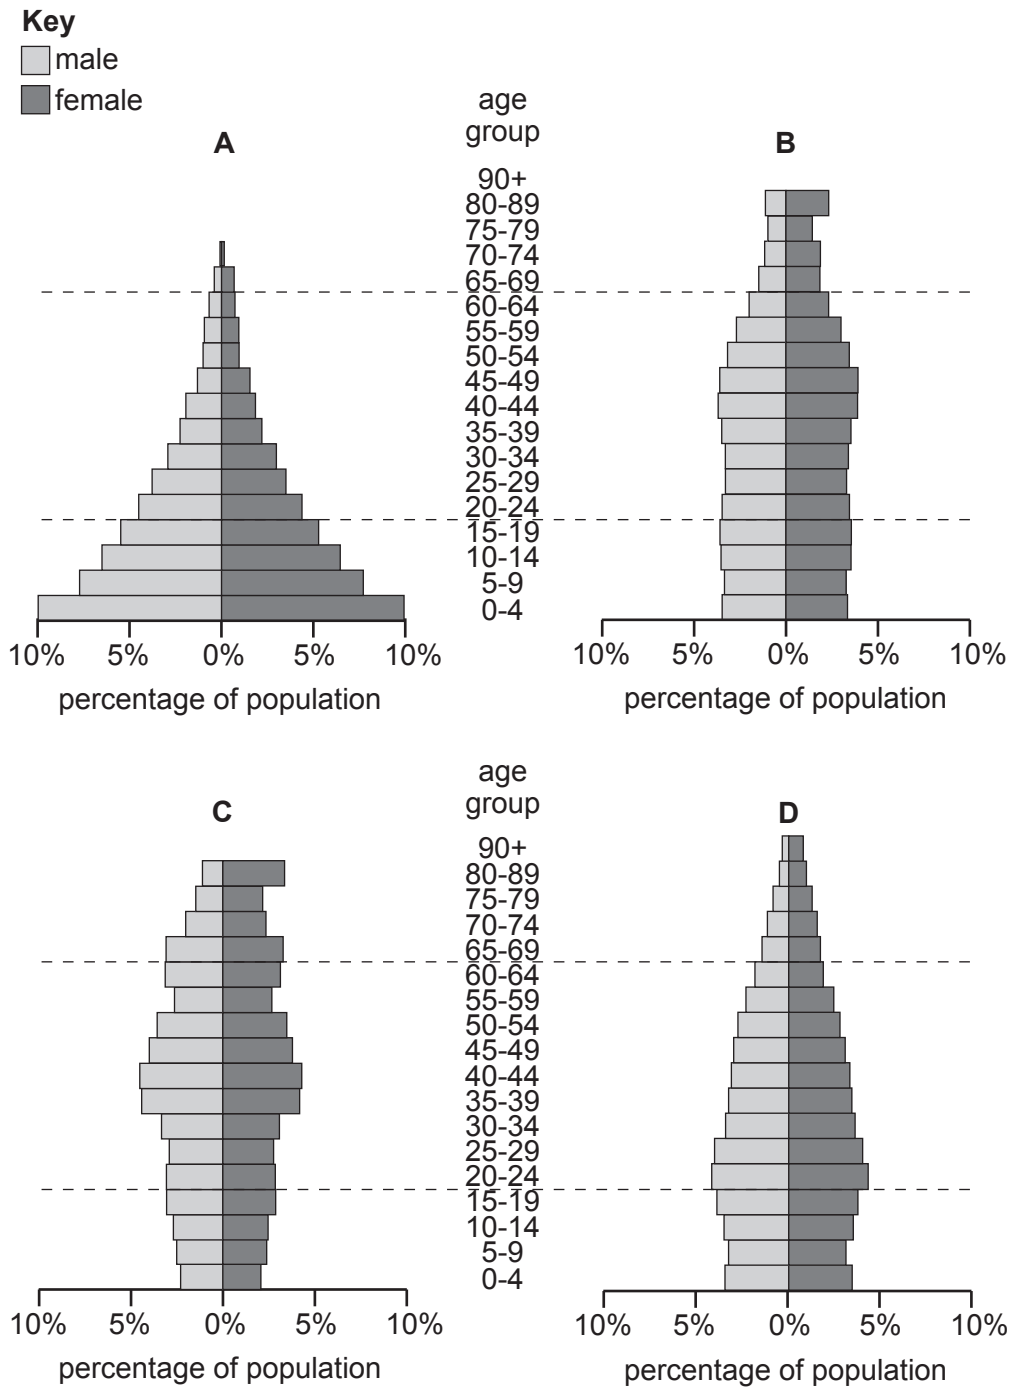 Key
male
female
A
age
group
B
90+
80-89
75-79
70-74
65-69
60-64
55-59
50-54
45-49
40-44
35-39
30-34
25-29
20-24
15-19
10-14
5-9
0-4
10% 5% 0% 5% 10%
percentage of population
10% 5% 0% 5% 10%
percentage of population
C
age
group
D
90+
80-89
75-79
70-74
65-69
60-64
55-59
50-54
45-49
40-44
35-39
30-34
25-29
20-24
15-19
10-14
5-9
0-4
10% 5% 0% 5% 10%
percentage of population
10% 5% 0% 5% 10%
percentage of population